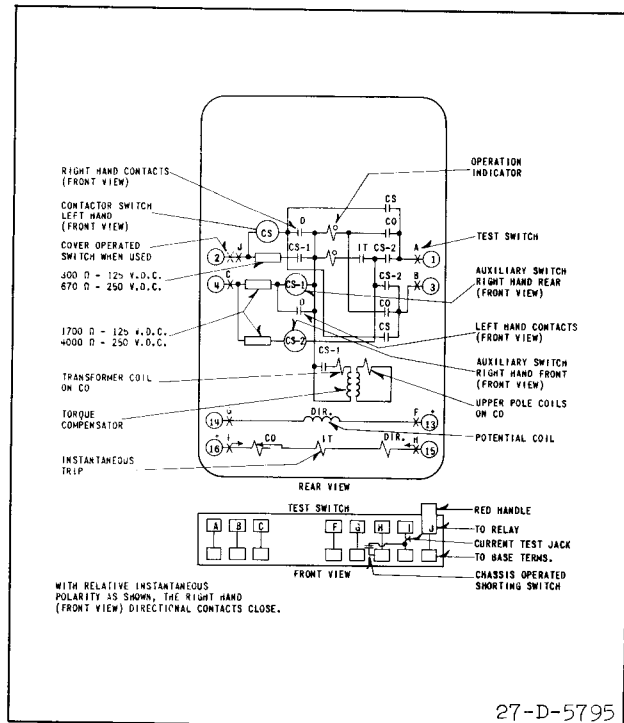 RIGHT HAND CONTACTS
(FRONT VIEW)
CONTACTOR SWITCH
LEFT HAND
(FRONT VIEW)
COVER OPERATED
SWITCH WHEN USED
300 Ω - 125 V.D.C.
670 Ω - 250 V.D.C.
1700 Ω - 125 V.D.C.
4000 Ω - 250 V.D.C.
TRANSFORMER COIL
ON CO
TORQUE
COMPENSATOR
INSTANTANEOUS
TRIP
OPERATION
INDICATOR
TEST SWITCH
AUXILIARY SWITCH
RIGHT HAND REAR
(FRONT VIEW)
LEFT HAND CONTACTS
(FRONT VIEW)
AUXILIARY SWITCH
RIGHT HAND FRONT
(FRONT VIEW)
UPPER POLE COILS
ON CO
POTENTIAL COIL
CS
CS D CO
2 J CS-1 IT CS-2 A 1
4 C CS-1 CS-2 B 3
D CO
CS-2 CS
CS-1
14 G DIR. F + 13
+ 16 I CO IT DIR. H 15
REAR VIEW
TEST SWITCH
A B C F G H I J
FRONT VIEW
RED HANDLE
TO RELAY
CURRENT TEST JACK
TO BASE TERMS.
CHASSIS OPERATED
SHORTING SWITCH
WITH RELATIVE INSTANTANEOUS
POLARITY AS SHOWN, THE RIGHT HAND
(FRONT VIEW) DIRECTIONAL CONTACTS CLOSE.
27-D-5795